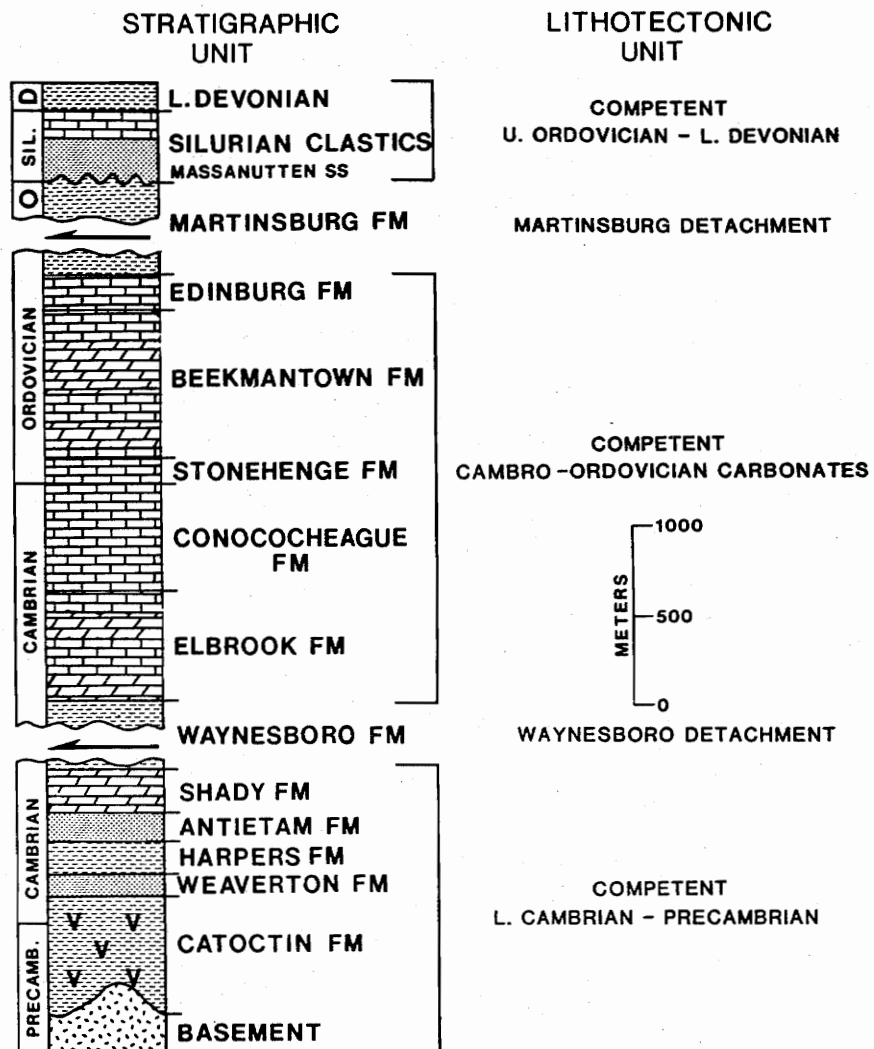 STRATIGRAPHIC
UNIT
LITHOTECTONIC
UNIT
D
L. DEVONIAN
SIL.
SILURIAN CLASTICS
MASSANUTTEN SS
COMPETENT
U. ORDOVICIAN - L. DEVONIAN
O
MARTINSBURG FM
MARTINSBURG DETACHMENT
ORDOVICIAN
EDINBURG FM
BEEKMANTOWN FM
STONEHENGE FM
COMPETENT
CAMBRO-ORDOVICIAN CARBONATES
CAMBRIAN
CONOCOCHEAGUE
FM
ELBROOK FM
METERS
1000
500
0
WAYNESBORO FM
WAYNESBORO DETACHMENT
CAMBRIAN
SHADY FM
ANTIETAM FM
HARPERS FM
WEAVERTON FM
COMPETENT
L. CAMBRIAN - PRECAMBRIAN
PRECAMB.
CATOCTIN FM
V V
V
V V
BASEMENT